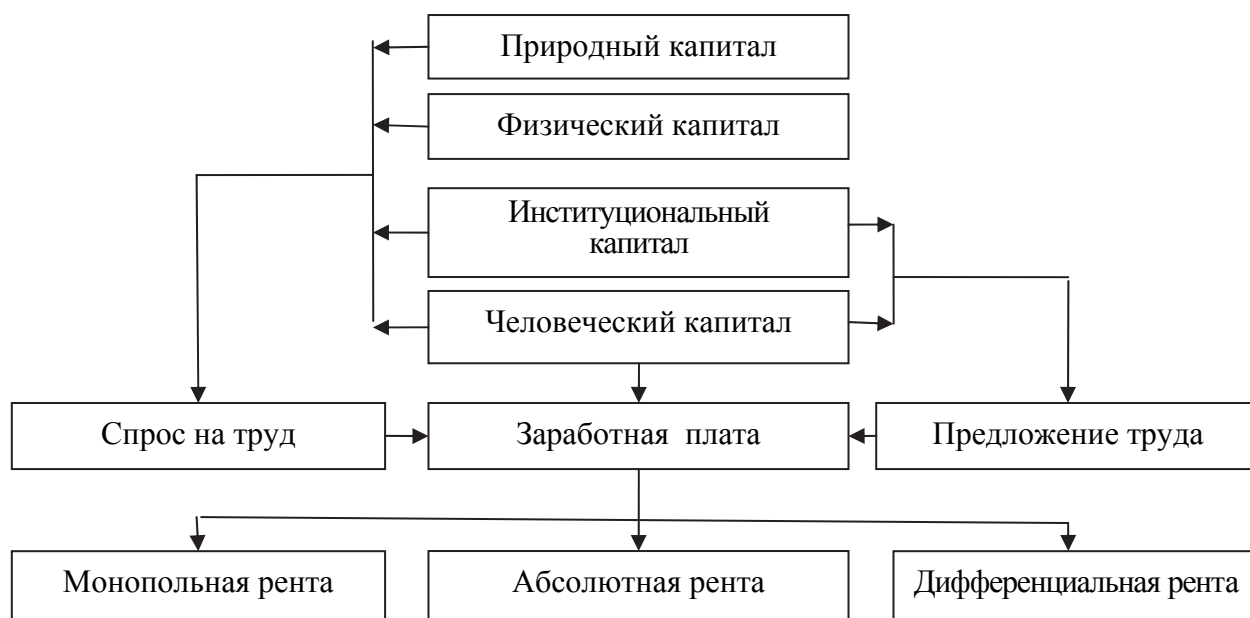 Природный капитал
Физический капитал
Институциональный
капитал
Человеческий капитал
Спрос на труд
Заработная плата
Предложение труда
Монопольная рента
Абсолютная рента
Дифференциальная рента